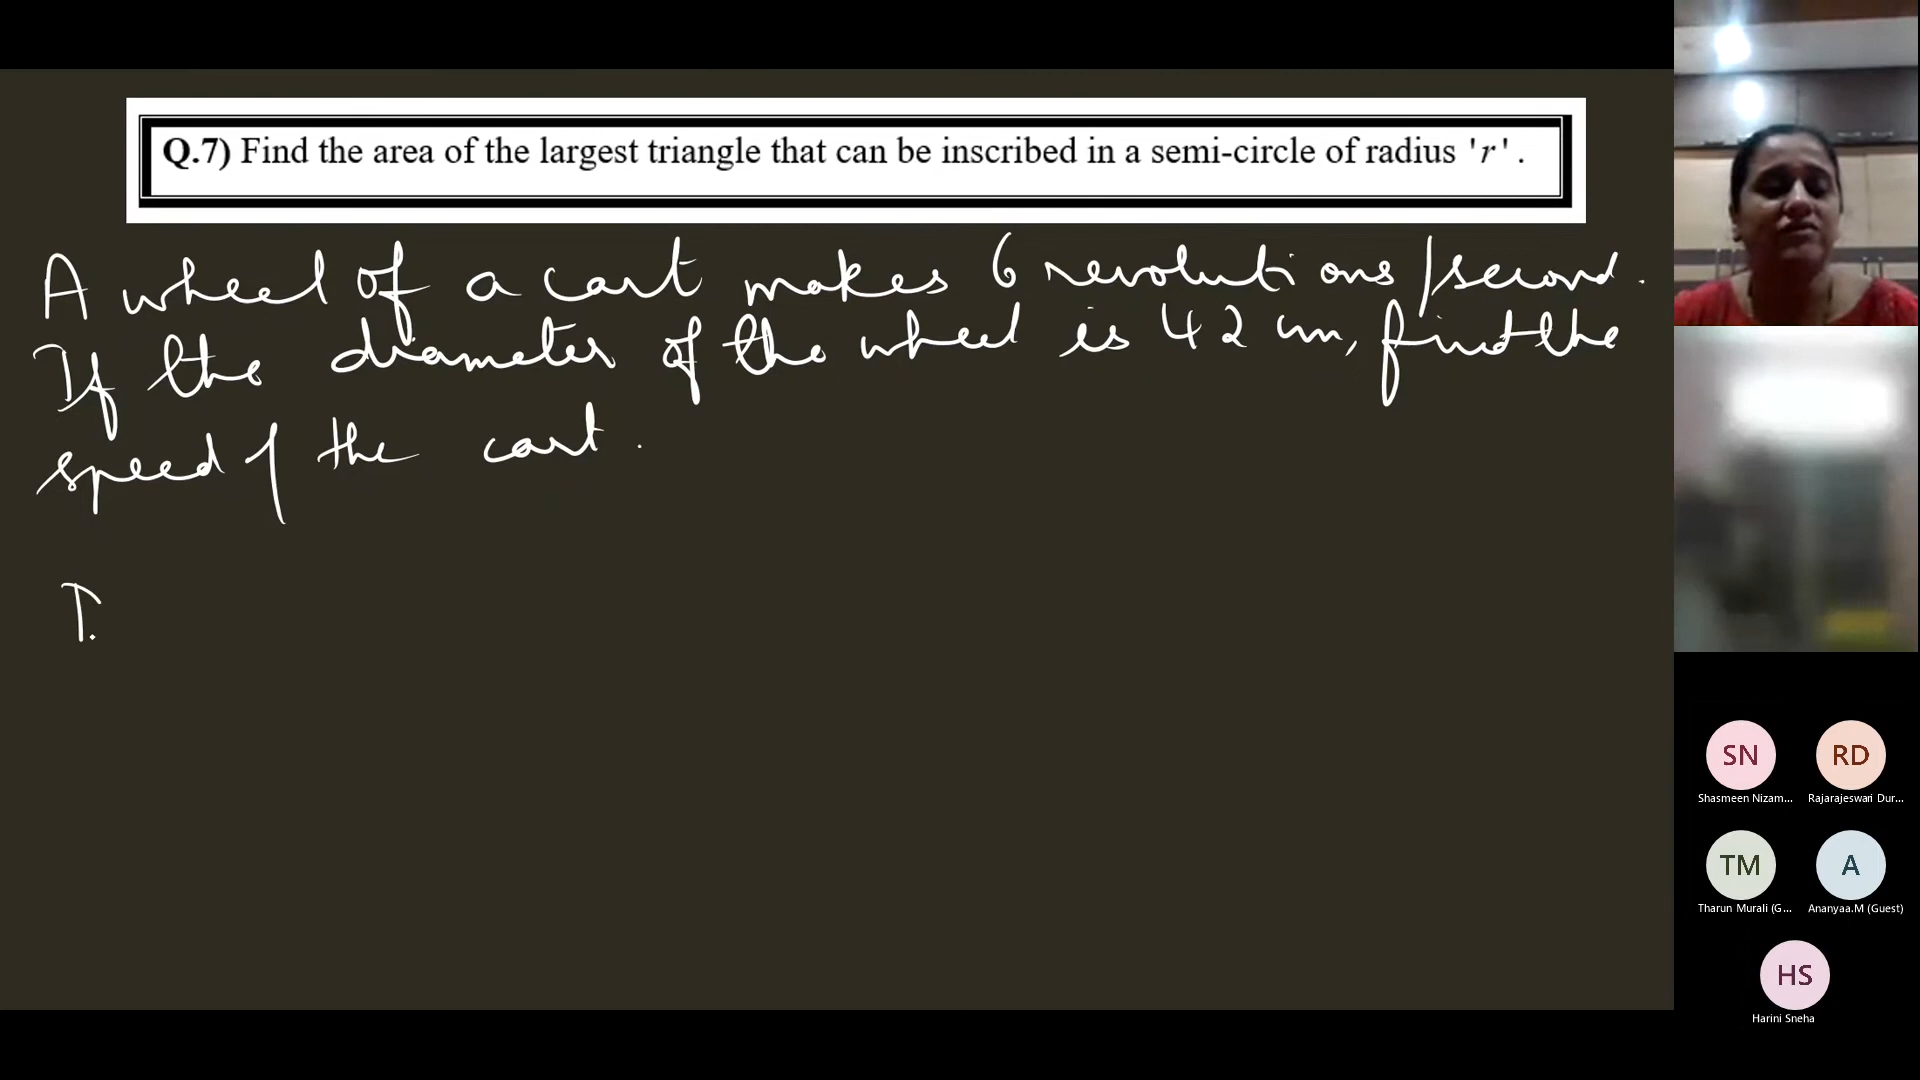 Q.7) Find the area of the largest triangle that can be inscribed in a semi-circle of radius 'r'.
A wheel of a cart makes 6 revolutions/second.
If the diameter of the wheel is 42 cm, find the
speed of the cart.
SN
RD
Shasmeen Nizam...
Rajarajeswari Dur...
TM
A
Tharun Murali (G...
Ananyaa.M (Guest)
HS
Harini Sneha